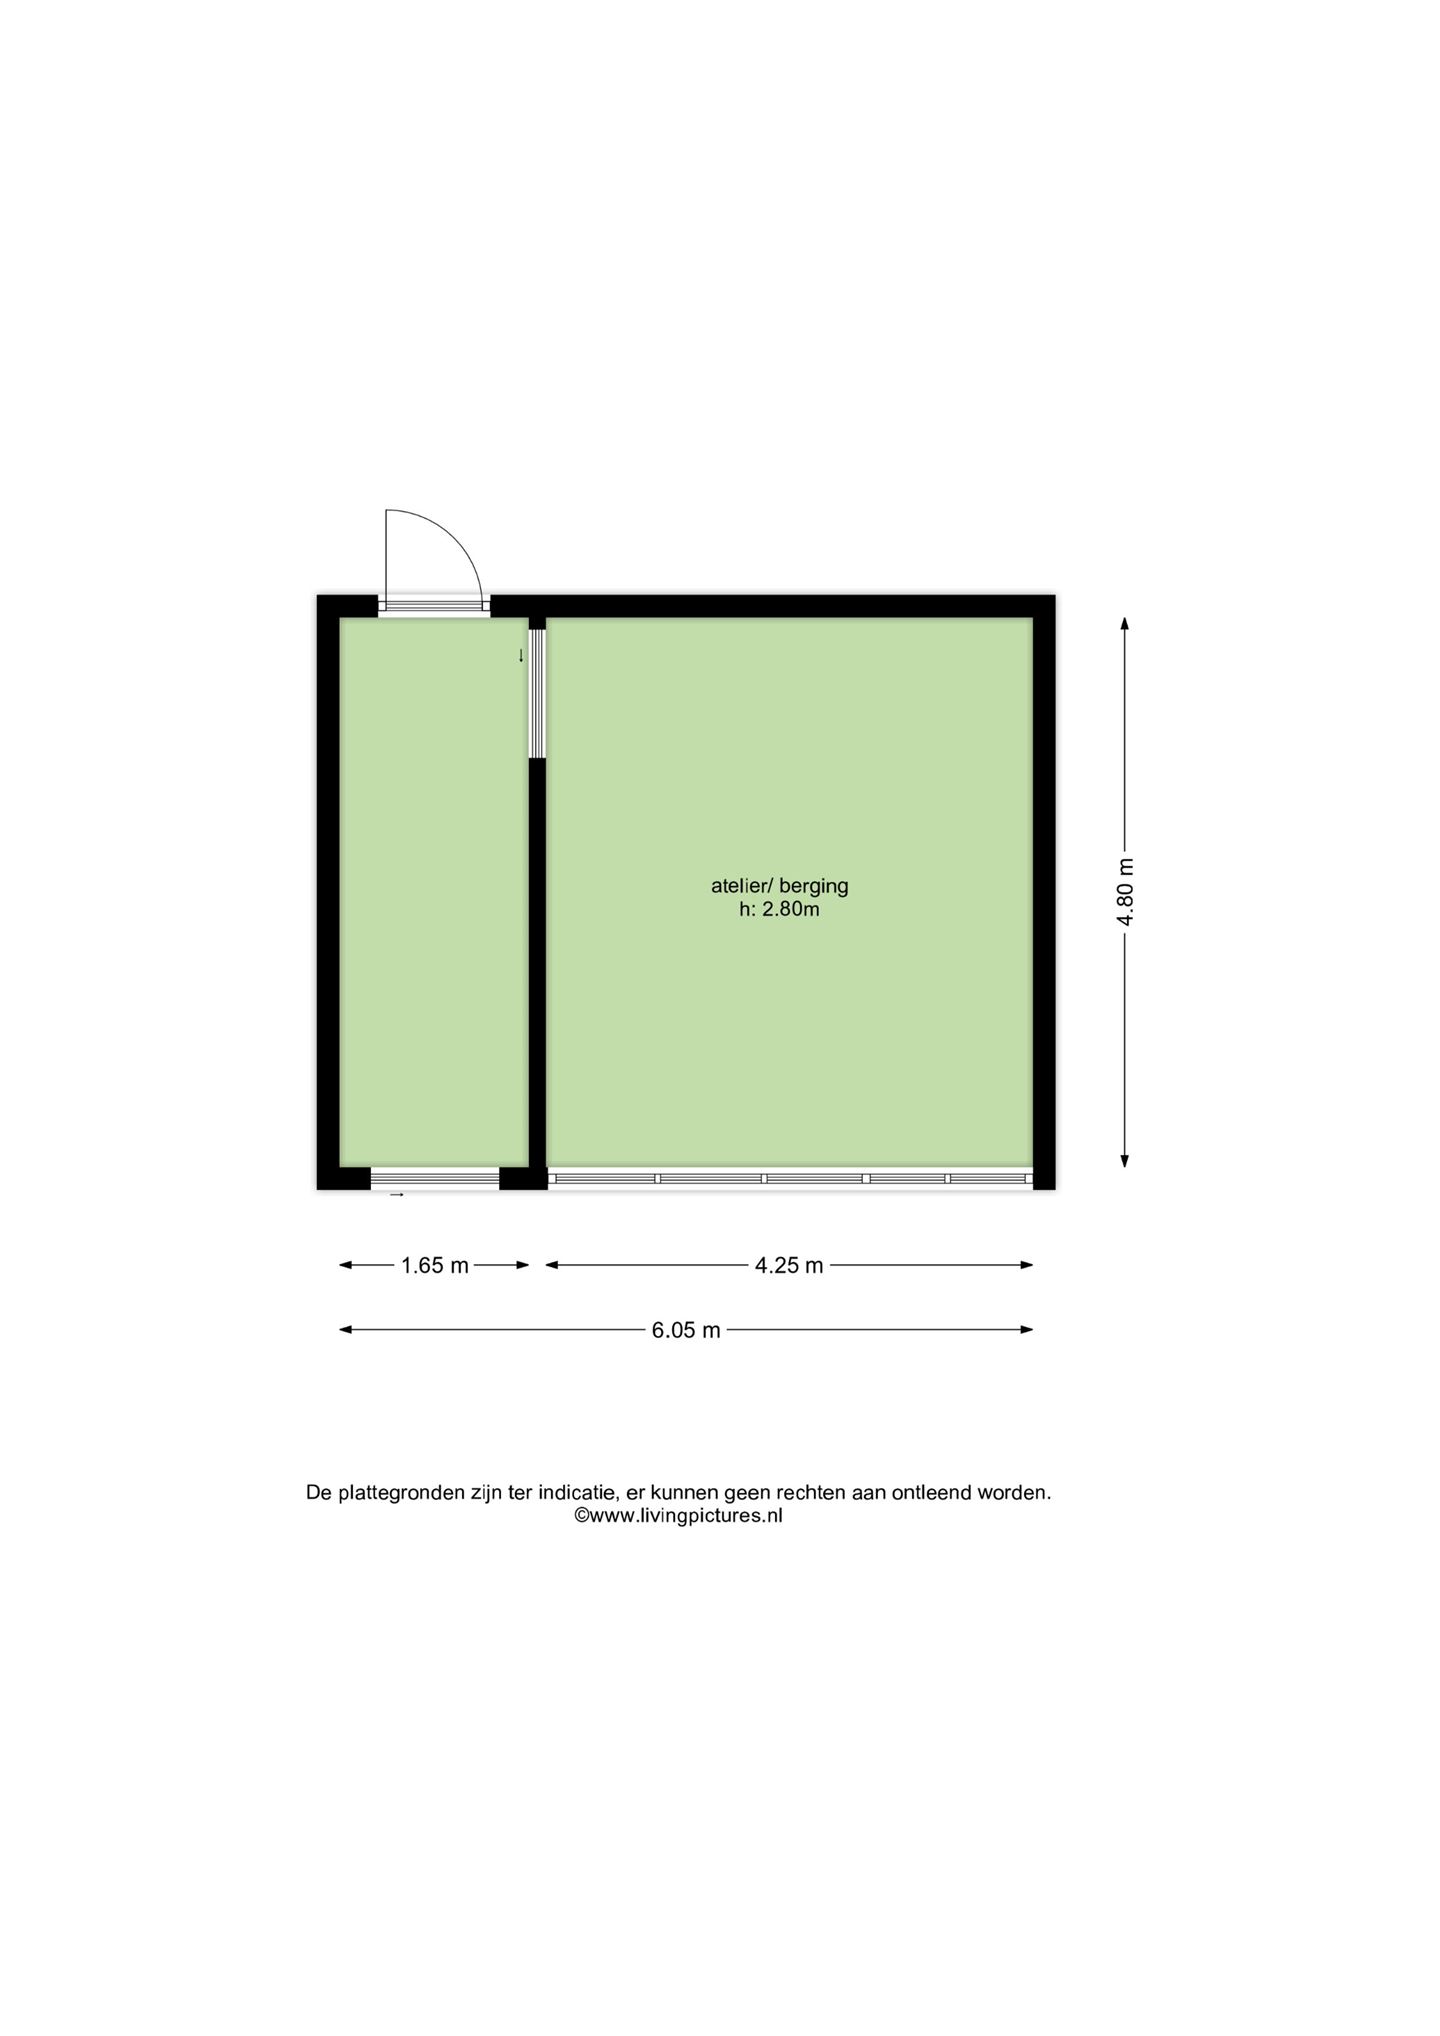 atelier/ berging
h: 2.80m
4.80 m
1.65 m
4.25 m
6.05 m
De plattegronden zijn ter indicatie, er kunnen geen rechten aan ontleend worden.
©www.livingpictures.nl